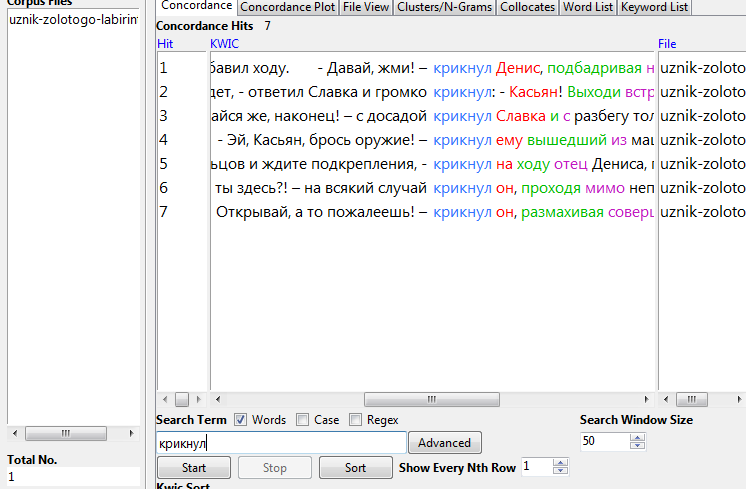 Corpus Files
uznik-zolotogo-labirin
Total No.
1
Concordance Concordance Plot File View Clusters/N-Grams Collocates Word List Keyword List
Concordance Hits 7
Hit KWIC File
1 бавил ходу. - Давай, жми! – крикнул Денис, подбадривая н uznik-zoloto
2 дет, - ответил Славка и громко крикнул: - Касьян! Выходи встр uznik-zoloto
3 айся же, наконец! – с досадой крикнул Славка и с разбегу тол uznik-zoloto
4 - Эй, Касьян, брось оружие! – крикнул ему вышедший из маш uznik-zoloto
5 ьцов и ждите подкрепления, - крикнул на ходу отец Дениса, п uznik-zoloto
6 ты здесь?! – на всякий случай крикнул он, проходя мимо неп uznik-zoloto
7 Открывай, а то пожалеешь! – крикнул он, размахивая соверш uznik-zoloto
Search Term Words Case Regex Search Window Size
крикнул Advanced 50
Start Stop Sort Show Every Nth Row 1
Kwic Sort